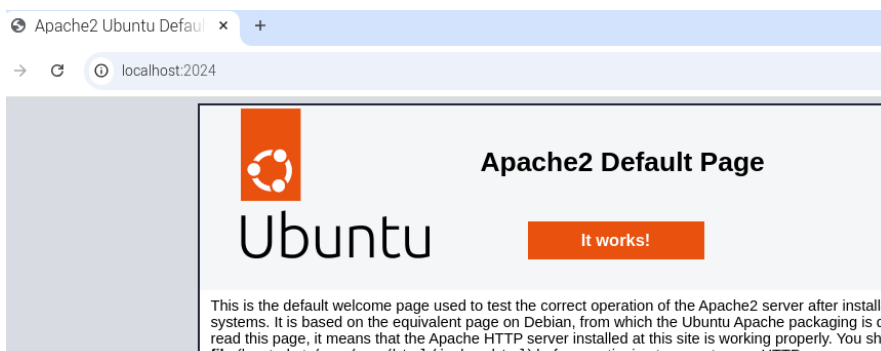 Apache2 Ubuntu Defau
localhost:2024
Apache2 Default Page
Ubuntu
It works!
This is the default welcome page used to test the correct operation of the Apache2 server after install
systems. It is based on the equivalent page on Debian, from which the Ubuntu Apache packaging is
read this page, it means that the Apache HTTP server installed at this site is working properly. You sh